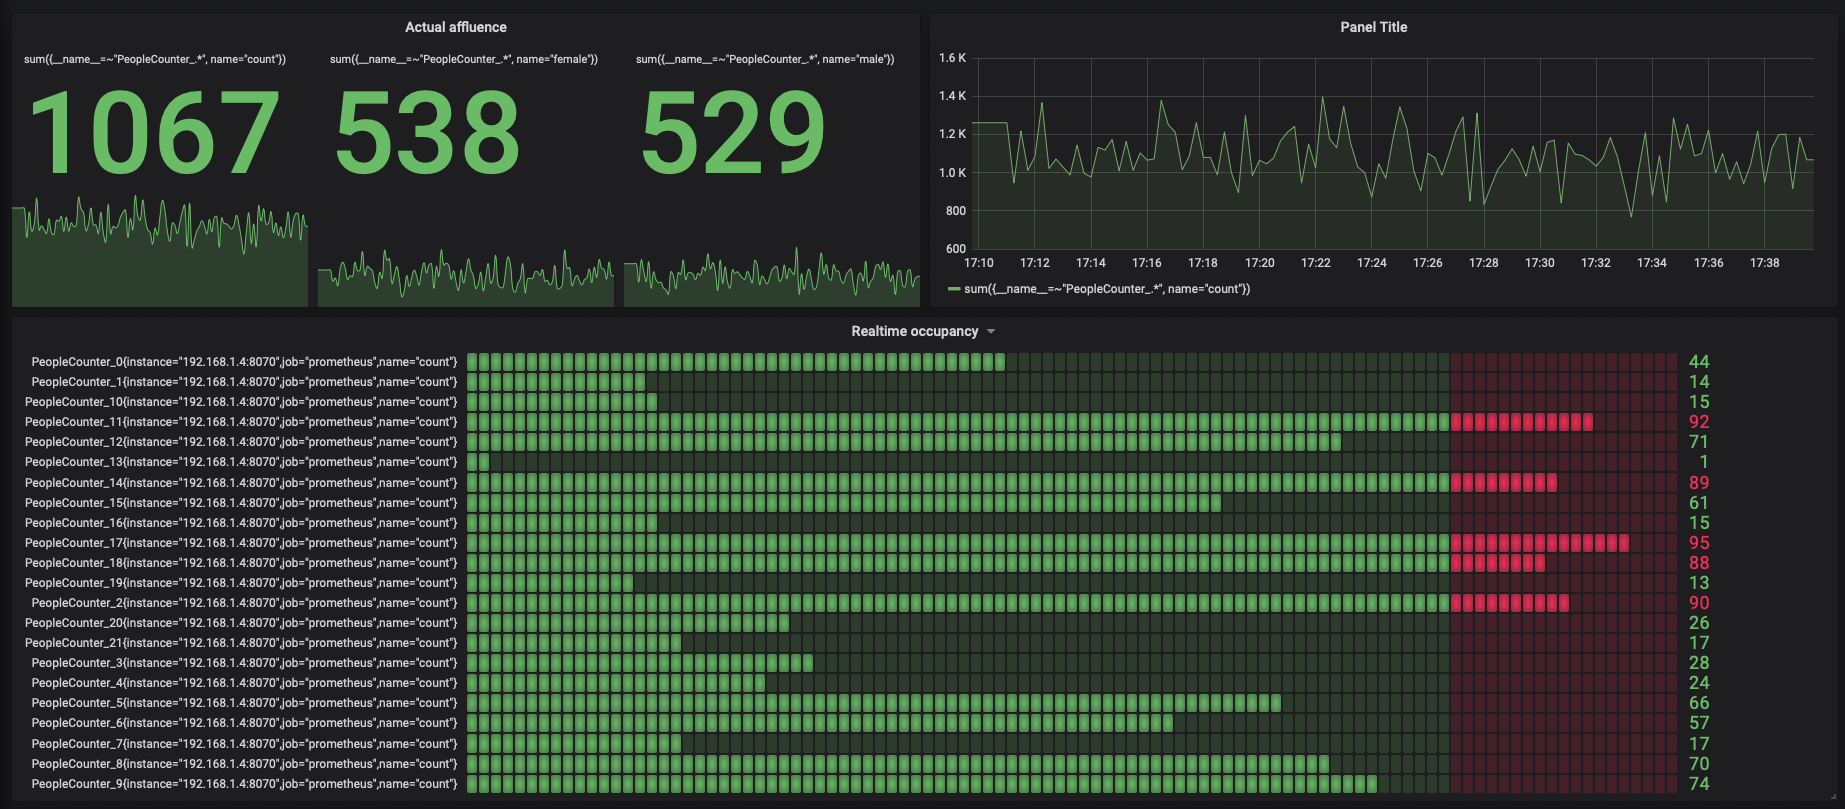 Actual affluence
sum({__name__=~"PeopleCounter_.*", name="count"})
1067
sum({__name__=~"PeopleCounter_.*", name="female"})
538
sum({__name__=~"PeopleCounter_.*", name="male"})
529
Panel Title
1.6 K
1.4 K
1.2 K
1.0 K
800
600
17:10 17:12 17:14 17:16 17:18 17:20 17:22 17:24 17:26 17:28 17:30 17:32 17:34 17:36 17:38
sum({__name__=~"PeopleCounter_.*", name="count"})
Realtime occupancy
PeopleCounter_0{instance="192.168.1.4:8070",job="prometheus",name="count"} 44
PeopleCounter_1{instance="192.168.1.4:8070",job="prometheus",name="count"} 14
PeopleCounter_10{instance="192.168.1.4:8070",job="prometheus",name="count"} 15
PeopleCounter_11{instance="192.168.1.4:8070",job="prometheus",name="count"} 92
PeopleCounter_12{instance="192.168.1.4:8070",job="prometheus",name="count"} 71
PeopleCounter_13{instance="192.168.1.4:8070",job="prometheus",name="count"} 1
PeopleCounter_14{instance="192.168.1.4:8070",job="prometheus",name="count"} 89
PeopleCounter_15{instance="192.168.1.4:8070",job="prometheus",name="count"} 61
PeopleCounter_16{instance="192.168.1.4:8070",job="prometheus",name="count"} 15
PeopleCounter_17{instance="192.168.1.4:8070",job="prometheus",name="count"} 95
PeopleCounter_18{instance="192.168.1.4:8070",job="prometheus",name="count"} 88
PeopleCounter_19{instance="192.168.1.4:8070",job="prometheus",name="count"} 13
PeopleCounter_2{instance="192.168.1.4:8070",job="prometheus",name="count"} 90
PeopleCounter_20{instance="192.168.1.4:8070",job="prometheus",name="count"} 26
PeopleCounter_21{instance="192.168.1.4:8070",job="prometheus",name="count"} 17
PeopleCounter_3{instance="192.168.1.4:8070",job="prometheus",name="count"} 28
PeopleCounter_4{instance="192.168.1.4:8070",job="prometheus",name="count"} 24
PeopleCounter_5{instance="192.168.1.4:8070",job="prometheus",name="count"} 66
PeopleCounter_6{instance="192.168.1.4:8070",job="prometheus",name="count"} 57
PeopleCounter_7{instance="192.168.1.4:8070",job="prometheus",name="count"} 17
PeopleCounter_8{instance="192.168.1.4:8070",job="prometheus",name="count"} 70
PeopleCounter_9{instance="192.168.1.4:8070",job="prometheus",name="count"} 74